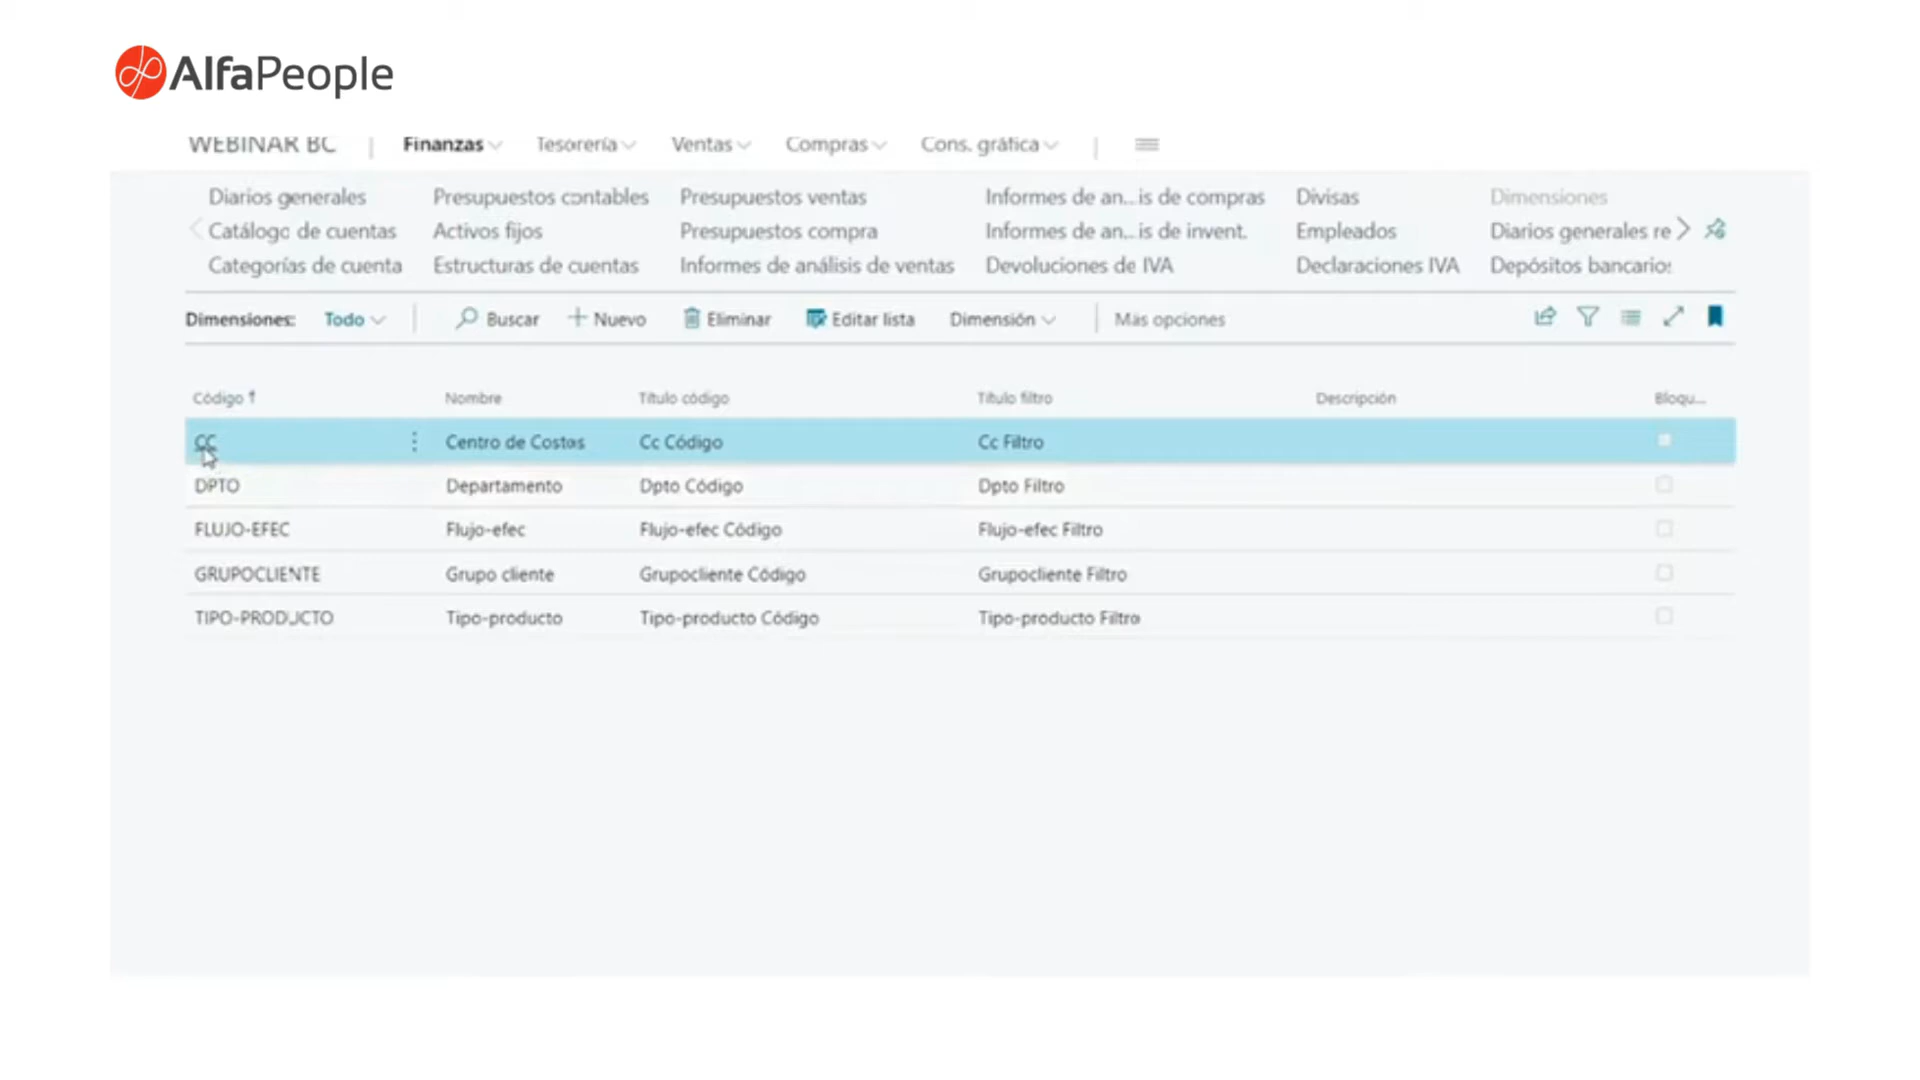 AlfaPeople
WEBINAR BC | Finanzas Tesorería Ventas Compras Cons. gráfica |
Diarios generales Presupuestos contables Presupuestos ventas Informes de an... is de compras Divisas Dimensiones
Catálogo de cuentas Activos fijos Presupuestos compra Informes de an... is de invent. Empleados Diarios generales re
Categorías de cuenta Estructuras de cuentas Informes de análisis de ventas Devoluciones de IVA Declaraciones IVA Depósitos bancarios
Dimensiones: Todo | Buscar + Nuevo Eliminar Editar lista Dimensión | Más opciones
Código ↑ Nombre Título código Título filtro Descripción Bloqu...
CC Centro de Costos Cc Código Cc Filtro
DPTO Departamento Dpto Código Dpto Filtro
FLUJO-EFEC Flujo-efec Flujo-efec Código Flujo-efec Filtro
GRUPOCLIENTE Grupo cliente Grupocliente Código Grupocliente Filtro
TIPO-PRODUCTO Tipo-producto Tipo-producto Código Tipo-producto Filtro